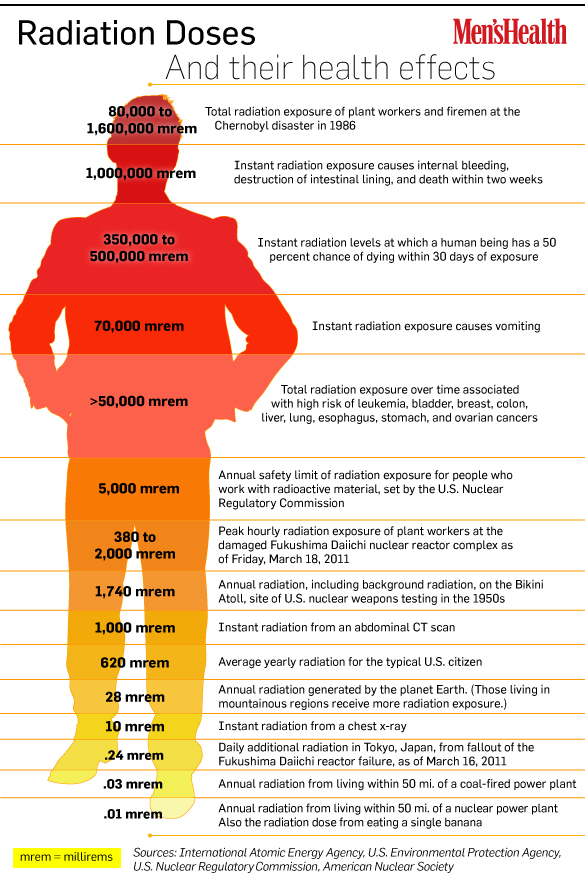 Radiation Doses
Men'sHealth
And their health effects
80,000 to
1,600,000 mrem
Total radiation exposure of plant workers and firemen at the
Chernobyl disaster in 1986
1,000,000 mrem
Instant radiation exposure causes internal bleeding,
destruction of intestinal lining, and death within two weeks
350,000 to
500,000 mrem
Instant radiation levels at which a human being has a 50
percent chance of dying within 30 days of exposure
70,000 mrem
Instant radiation exposure causes vomiting
>50,000 mrem
Total radiation exposure over time associated
with high risk of leukemia, bladder, breast, colon,
liver, lung, esophagus, stomach, and ovarian cancers
5,000 mrem
Annual safety limit of radiation exposure for people who
work with radioactive material, set by the U.S. Nuclear
Regulatory Commission
380 to
2,000 mrem
Peak hourly radiation exposure of plant workers at the
damaged Fukushima Daiichi nuclear reactor complex as
of Friday, March 18, 2011
1,740 mrem
Annual radiation, including background radiation, on the Bikini
Atoll, site of U.S. nuclear weapons testing in the 1950s
1,000 mrem
Instant radiation from an abdominal CT scan
620 mrem
Average yearly radiation for the typical U.S. citizen
28 mrem
Annual radiation generated by the planet Earth. (Those living in
mountainous regions receive more radiation exposure.)
10 mrem
Instant radiation from a chest x-ray
.24 mrem
Daily additional radiation in Tokyo, Japan, from fallout of the
Fukushima Daiichi reactor failure, as of March 16, 2011
.03 mrem
Annual radiation from living within 50 mi. of a coal-fired power plant
.01 mrem
Annual radiation from living within 50 mi. of a nuclear power plant
Also the radiation dose from eating a single banana
mrem = millirems
Sources: International Atomic Energy Agency, U.S. Environmental Protection Agency,
U.S. Nuclear Regulatory Commission, American Nuclear Society